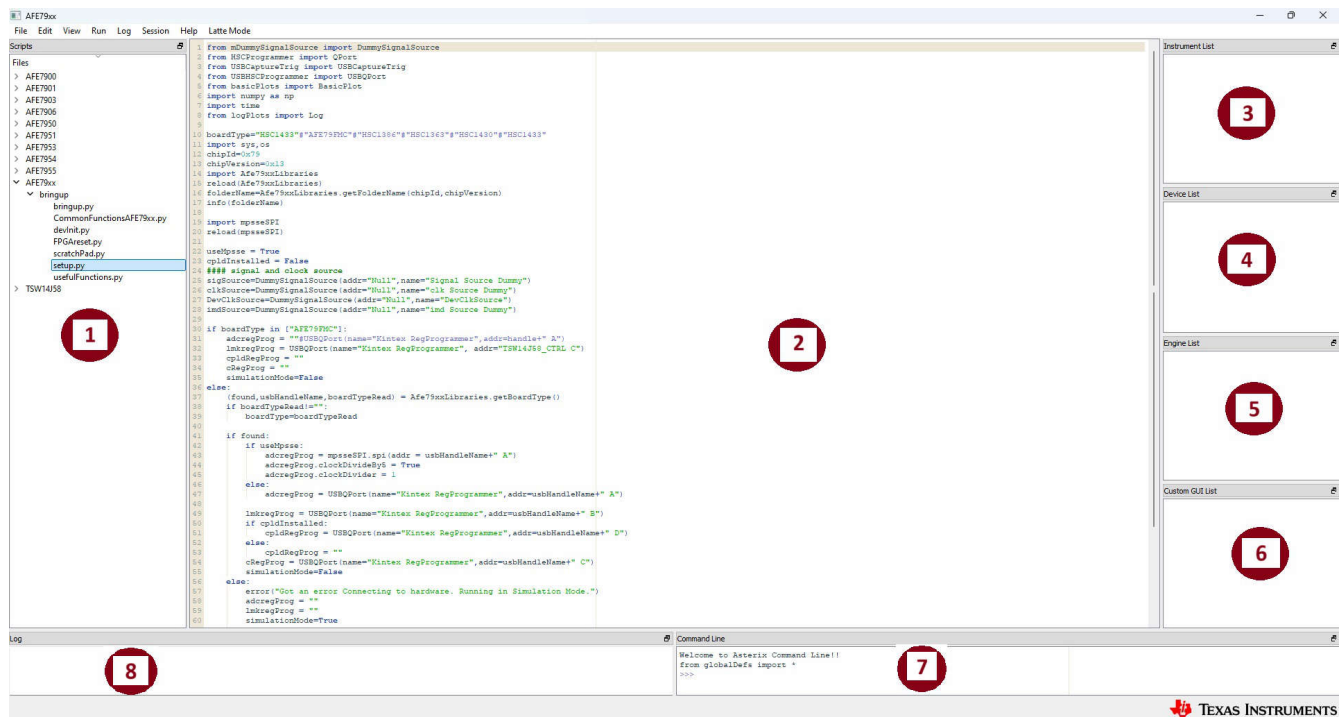 AFE79xx
File Edit View Run Log Session Help Latte Mode
Scripts
Files
AFE7900
AFE7901
AFE7903
AFE7906
AFE7950
AFE7951
AFE7953
AFE7954
AFE7955
AFE79xx
bringup
bringup.py
CommonFunctionsAFE79xx.py
devInit.py
FPGAreset.py
scratchPad.py
setup.py
usefulFunctions.py
TSW14J58
1
1 from mDummySignalSource import DummySignalSource
2 from HSCProgrammer import QPort
3 from USBCaptureTrig import USBCaptureTrig
4 from USBHSCProgrammer import USBQPort
5 from basicPlots import BasicPlot
6 import numpy as np
7 import time
8 from logPlots import Log
9
10 boardType="HSC1433"#"AFE79FMC"#"HSC1386"#"HSC1363"#"HSC1430"#"HSC1433"
11 import sys,os
12 chipId=0x79
13 chipVersion=0x13
14 import Afe79xxLibraries
15 reload(Afe79xxLibraries)
16 folderName=Afe79xxLibraries.getFolderName(chipId,chipVersion)
17 info(folderName)
18
19 import mpsseSPI
20 reload(mpsseSPI)
21
22 useMpsse = True
23 cpldInstalled = False
24 #### signal and clock source
25 sigSource=DummySignalSource(addr="Null",name="Signal Source Dummy")
26 clkSource=DummySignalSource(addr="Null",name="clk Source Dummy")
27 DevClkSource=DummySignalSource(addr="Null",name="DevClkSource")
28 imdSource=DummySignalSource(addr="Null",name="imd Source Dummy")
29
30 if boardType in ["AFE79FMC"]:
31 adcregProg = ""#USBQPort(name="Kintex RegProgrammer",addr=handle+" A")
32 lmkregProg = USBQPort(name="Kintex RegProgrammer", addr="TSW14J58_CTRL C")
33 cpldRegProg = ""
34 cRegProg = ""
35 simulationMode=False
36 else:
37 (found,usbHandleName,boardTypeRead) = Afe79xxLibraries.getBoardType()
38 if boardTypeRead!="":
39 boardType=boardTypeRead
40
41 if found:
42 if useMpsse:
43 adcregProg = mpsseSPI.spi(addr = usbHandleName+" A")
44 adcregProg.clockDivideBy5 = True
45 adcregProg.clockDivider = 1
46 else:
47 adcregProg = USBQPort(name="Kintex RegProgrammer",addr=usbHandleName+" A")
48
49 lmkregProg = USBQPort(name="Kintex RegProgrammer",addr=usbHandleName+" B")
50 if cpldInstalled:
51 cpldRegProg = USBQPort(name="Kintex RegProgrammer",addr=usbHandleName+" D")
52 else:
53 cpldRegProg = ""
54 cRegProg = USBQPort(name="Kintex RegProgrammer",addr=usbHandleName+" C")
55 simulationMode=False
56 else:
57 error("Got an error Connecting to hardware. Running in Simulation Mode.")
58 adcregProg = ""
59 lmkregProg = ""
60 simulationMode=True
2
Instrument List
3
Device List
4
Engine List
5
Custom GUI List
6
Log
8
Command Line
Welcome to Asterix Command Line!!
from globalDefs import *
>>>
7
TEXAS INSTRUMENTS